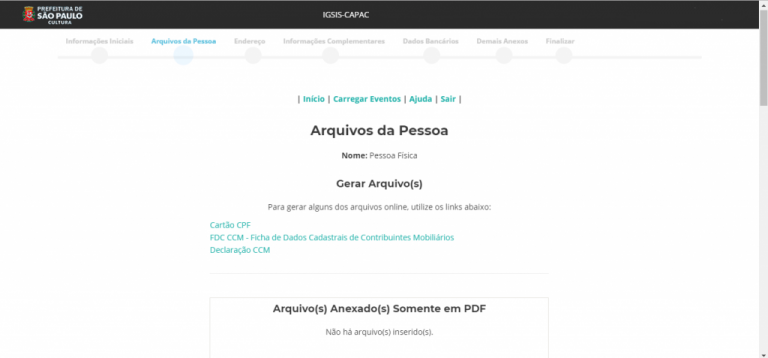 PREFEITURA DE
SÃO PAULO
CULTURA
IGSIS-CAPAC
Informações Iniciais
Arquivos da Pessoa
Endereço
Informações Complementares
Dados Bancários
Demais Anexos
Finalizar
| Início | Carregar Eventos | Ajuda | Sair |
Arquivos da Pessoa
Nome: Pessoa Física
Gerar Arquivo(s)
Para gerar alguns dos arquivos online, utilize os links abaixo:
Cartão CPF
FDC CCM - Ficha de Dados Cadastrais de Contribuintes Mobiliários
Declaração CCM
Arquivo(s) Anexado(s) Somente em PDF
Não há arquivo(s) inserido(s).